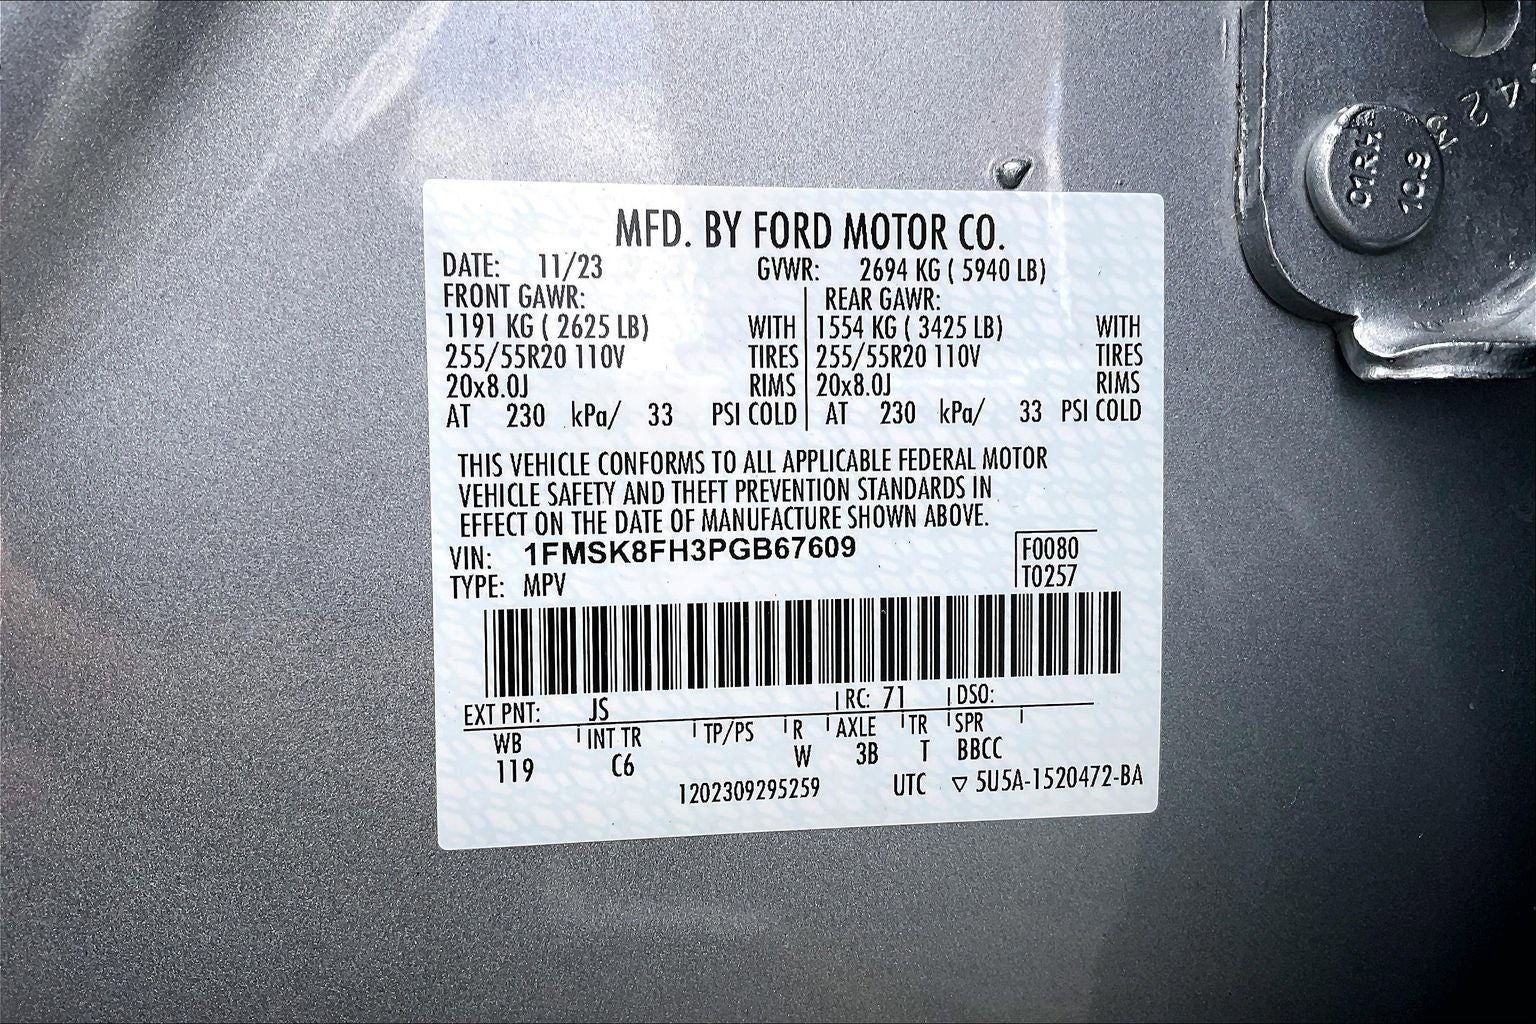 MFD. BY FORD MOTOR CO.
DATE: 11/23 GVWR: 2694 KG ( 5940 LB)
FRONT GAWR: REAR GAWR:
1191 KG ( 2625 LB) WITH 1554 KG ( 3425 LB) WITH
255/55R20 110V TIRES 255/55R20 110V TIRES
20x8.0J RIMS 20x8.0J RIMS
AT 230 kPa/ 33 PSI COLD AT 230 kPa/ 33 PSI COLD
THIS VEHICLE CONFORMS TO ALL APPLICABLE FEDERAL MOTOR
VEHICLE SAFETY AND THEFT PREVENTION STANDARDS IN
EFFECT ON THE DATE OF MANUFACTURE SHOWN ABOVE.
VIN: 1FMSK8FH3PGB67609 F0080
TYPE: MPV T0257
EXT PNT: JS RC: 71 DSO:
WB INT TR TP/PS R AXLE TR SPR
119 C6 W 3B T BBCC
1202309295259 UTC ▽ 5U5A-1520472-BA
10.9